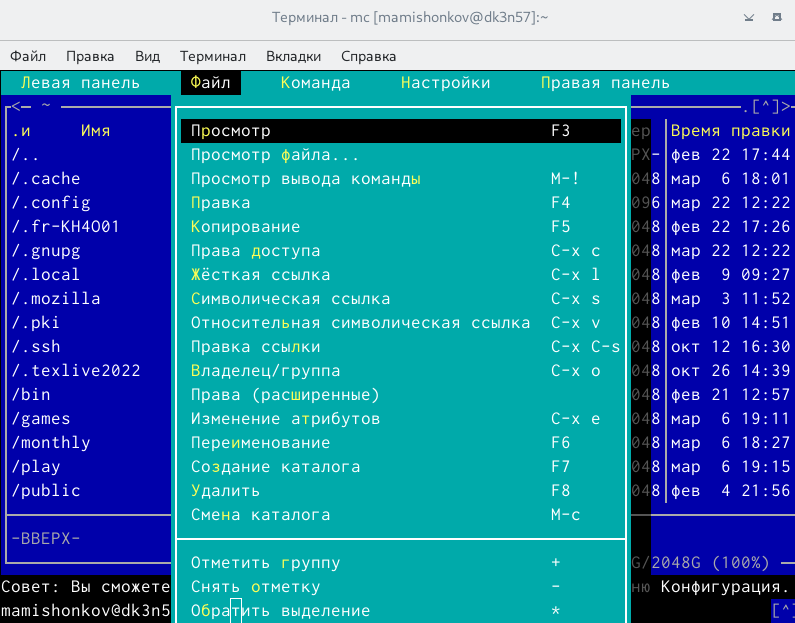 Терминал - mc [mamishonkov@dk3n57]:~
Файл Правка Вид Терминал Вкладки Справка
Левая панель Файл Команда Настройки Правая панель
<— ~ .[^]>
.и Имя Просмотр F3 ер Время правки
/.. Просмотр файла... РХ- фев 22 17:44
/.cache Просмотр вывода команды M-! 048 мар 6 18:01
/.config Правка F4 096 мар 22 12:22
/.fr-KH4O01 Копирование F5 048 фев 22 17:26
/.gnupg Права доступа C-x c 048 мар 22 12:22
/.local Жёсткая ссылка C-x l 048 фев 9 09:27
/.mozilla Символическая ссылка C-x s 048 мар 3 11:52
/.pki Относительная символическая ссылка C-x v 048 фев 10 14:51
/.ssh Правка ссылки C-x C-s 048 окт 12 16:30
/.texlive2022 Владелец/группа C-x o 048 окт 26 14:39
/bin Права (расширенные) 048 фев 21 12:57
/games Изменение атрибутов C-x e 048 мар 6 19:11
/monthly Переименование F6 048 мар 6 18:27
/play Создание каталога F7 048 мар 6 19:15
/public Удалить F8 048 фев 4 21:56
Смена каталога M-c
-ВВЕРХ-
Отметить группу + G/2048G (100%)
Совет: Вы сможете Снять отметку - ню Конфигурация.
mamishonkov@dk3n5 Обратить выделение * [^]